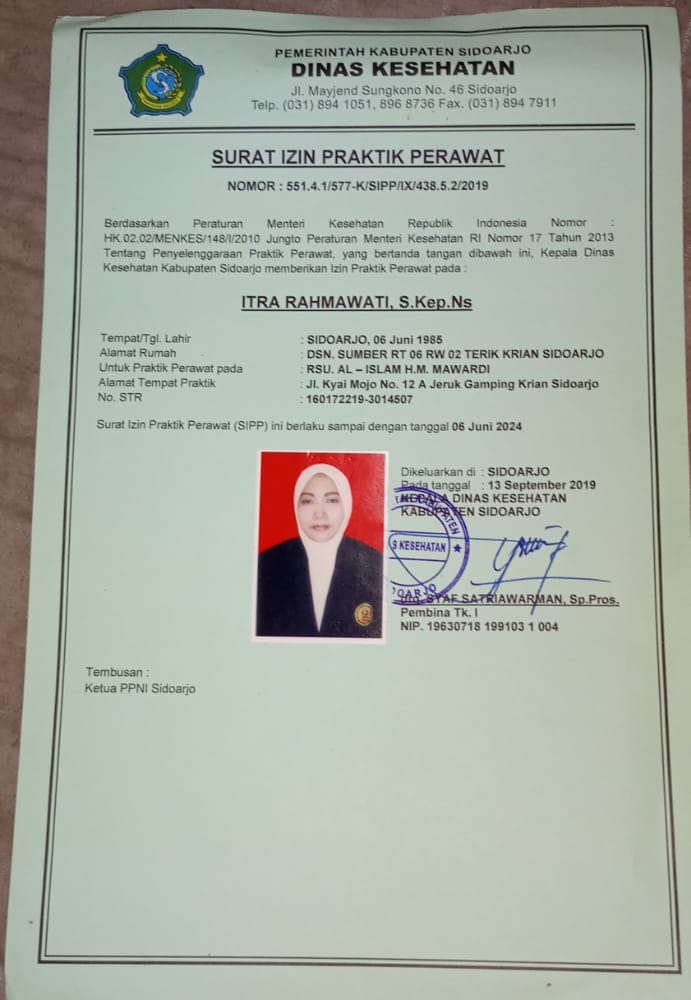 PEMERINTAH KABUPATEN SIDOARJO
DINAS KESEHATAN
Jl. Mayjend Sungkono No. 46 Sidoarjo
Telp. (031) 894 1051, 896 8736 Fax. (031) 894 7911
SURAT IZIN PRAKTIK PERAWAT
NOMOR : 551.4.1/577-K/SIPP/IX/438.5.2/2019
Berdasarkan Peraturan Menteri Kesehatan Republik Indonesia Nomor :
HK.02.02/MENKES/148/I/2010 Jungto Peraturan Menteri Kesehatan RI Nomor 17 Tahun 2013
Tentang Penyelenggaraan Praktik Perawat, yang bertanda tangan dibawah ini, Kepala Dinas
Kesehatan Kabupaten Sidoarjo memberikan Izin Praktik Perawat pada :
ITRA RAHMAWATI, S.Kep.Ns
Tempat/Tgl. Lahir : SIDOARJO, 06 Juni 1985
Alamat Rumah : DSN. SUMBER RT 06 RW 02 TERIK KRIAN SIDOARJO
Untuk Praktik Perawat pada : RSU. AL – ISLAM H.M. MAWARDI
Alamat Tempat Praktik : Jl. Kyai Mojo No. 12 A Jeruk Gamping Krian Sidoarjo
No. STR : 160172219-3014507
Surat Izin Praktik Perawat (SIPP) ini berlaku sampai dengan tanggal 06 Juni 2024
Dikeluarkan di : SIDOARJO
Pada tanggal : 13 September 2019
KEPALA DINAS KESEHATAN
KABUPATEN SIDOARJO
S KESEHATAN
drg. SYAF SATRIAWARMAN, Sp.Pros.
Pembina Tk. I
NIP. 19630718 199103 1 004
Tembusan :
Ketua PPNI Sidoarjo